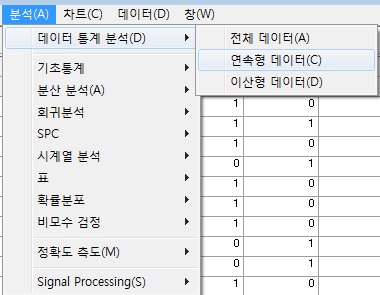 분석(A) 차트(C) 데이터(D) 창(W)
데이터 통계 분석(D)
전체 데이터(A)
연속형 데이터(C)
이산형 데이터(D)
기초통계
분산 분석(A)
회귀분석
SPC
시계열 분석
표
확률분포
비모수 검정
정확도 측도(M)
Signal Processing(S)
1 0
1 1
1 0
0 1
1 0
1 0
1 0
0 1
0 1
1 0